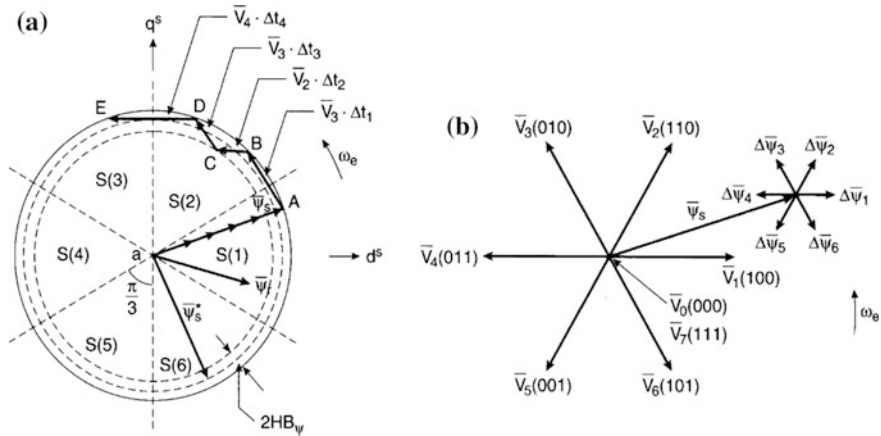 (a)
qˢ
V̅₄ · Δt₄
V̅₃ · Δt₃
V̅₂ · Δt₂
V̅₃ · Δt₁
E
D
B
C
A
ωₑ
S(3)
S(2)
ψ̅ₛ
S(4)
a
S(1)
dˢ
ψ̅ᵣ
π
3
ψ̅ₛ*
S(5)
S(6)
2HB_ψ
(b)
V̅₃(010)
V̅₂(110)
Δψ̅₃
Δψ̅₂
Δψ̅₄
Δψ̅₁
Δψ̅₅
Δψ̅₆
ψ̅ₛ
V̅₄(011)
V̅₁(100)
V̅₀(000)
V̅₇(111)
ωₑ
V̅₅(001)
V̅₆(101)